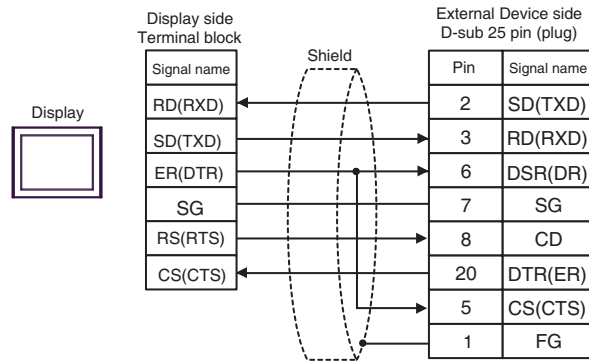 Display side
Terminal block
External Device side
D-sub 25 pin (plug)
Shield
Signal name
Pin Signal name
RD(RXD) 2 SD(TXD)
Display
SD(TXD) 3 RD(RXD)
ER(DTR) 6 DSR(DR)
SG 7 SG
RS(RTS) 8 CD
CS(CTS) 20 DTR(ER)
5 CS(CTS)
1 FG